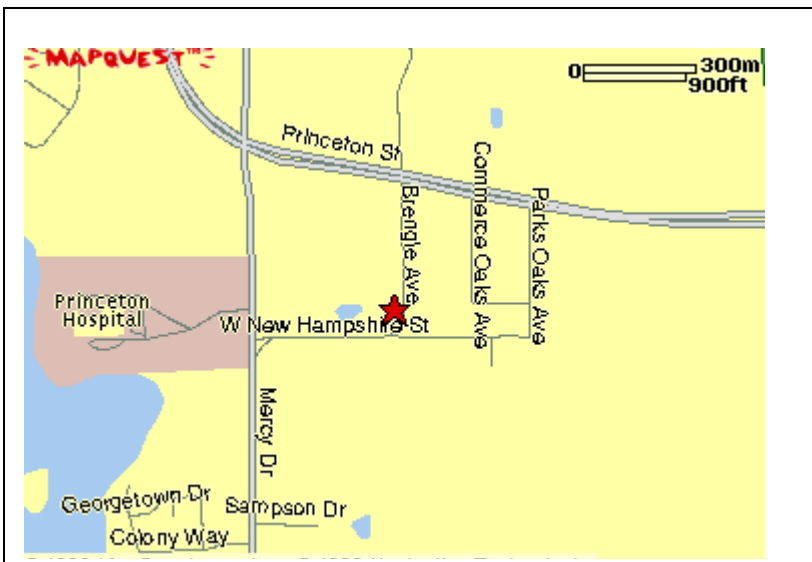 MAPQUEST™
0 300m
900ft
Princeton St
Commerce Oaks Ave
Brengle Ave
Parks Oaks Ave
Princeton
Hospital
W New Hampshire St
Mercy Dr
Georgetown Dr
Sampson Dr
Colony Way